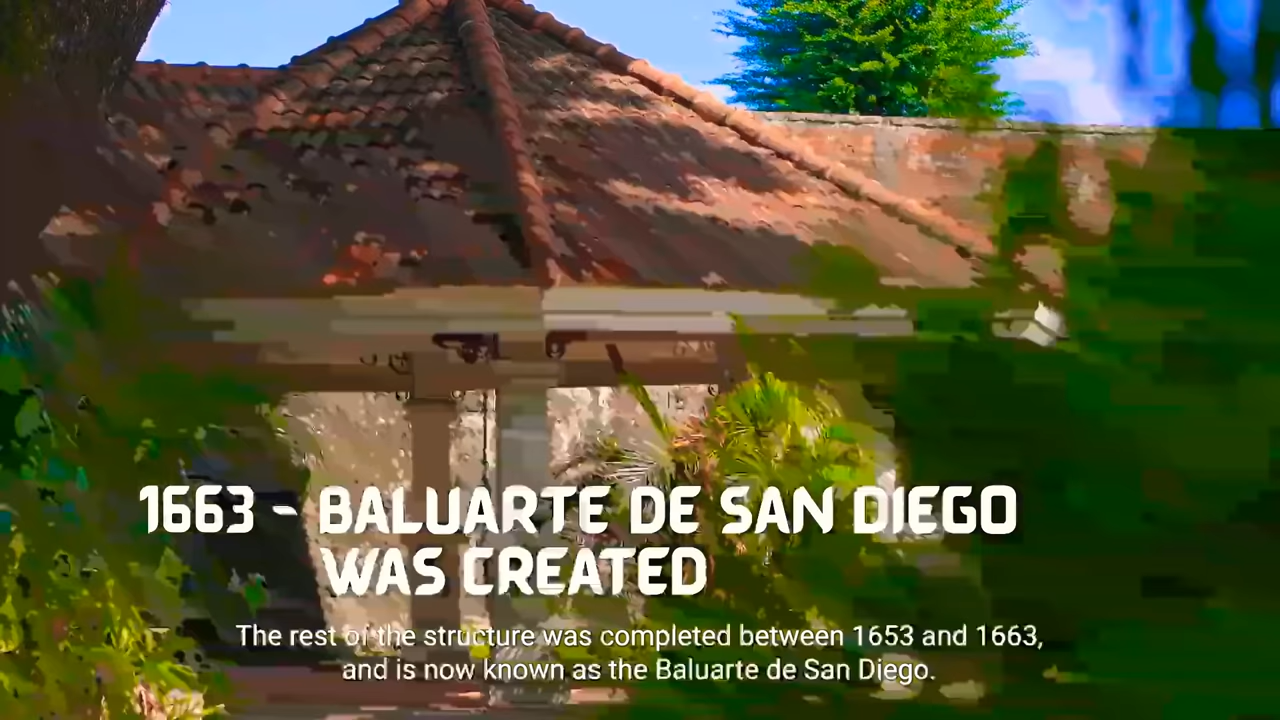 1663 - BALUARTE DE SAN DIEGO
WAS CREATED
The rest of the structure was completed between 1653 and 1663,
and is now known as the Baluarte de San Diego.